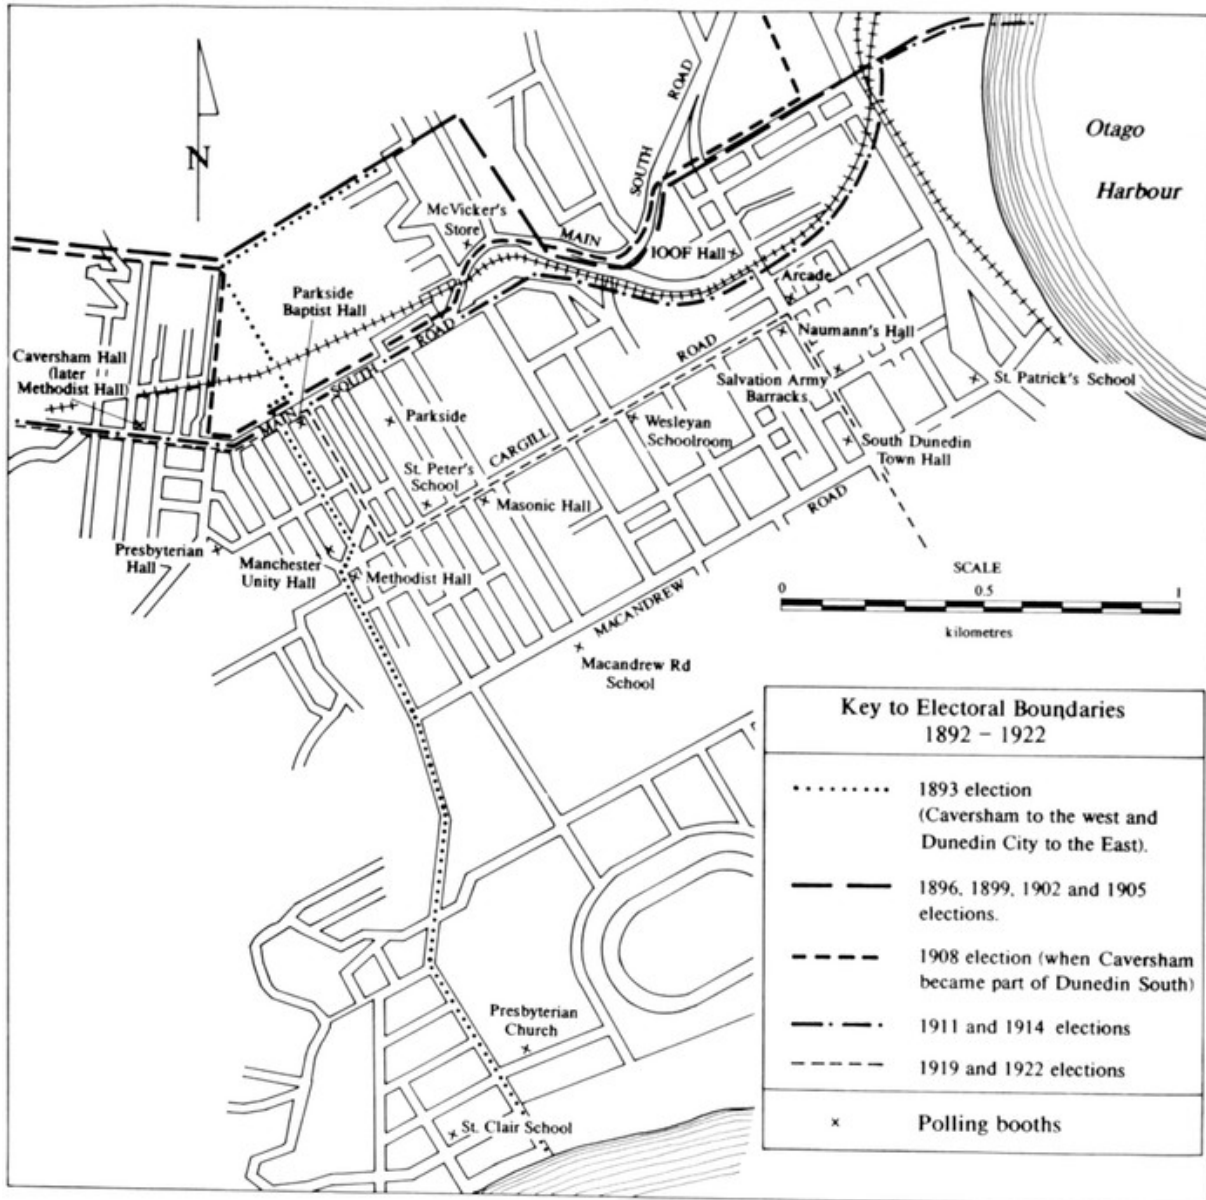 N
Otago
Harbour
ROAD
SOUTH
MAIN
McVicker's
Store
IOOF Hall
Arcade
Parkside
Baptist Hall
ROAD
SOUTH
MAIN
Caversham Hall
(later
Methodist Hall)
Naumann's Hall
ROAD
CARGILL
Salvation Army
Barracks
St. Patrick's School
Parkside
Wesleyan
Schoolroom
South Dunedin
Town Hall
St. Peter's
School
Masonic Hall
ROAD
MACANDREW
Presbyterian
Hall
Manchester
Unity Hall
Methodist Hall
SCALE
0 0.5 1
kilometres
Macandrew Rd
School
Presbyterian
Church
St. Clair School
Key to Electoral Boundaries
1892 – 1922
1893 election
(Caversham to the west and
Dunedin City to the East).
1896, 1899, 1902 and 1905
elections.
1908 election (when Caversham
became part of Dunedin South)
1911 and 1914 elections
1919 and 1922 elections
x Polling booths